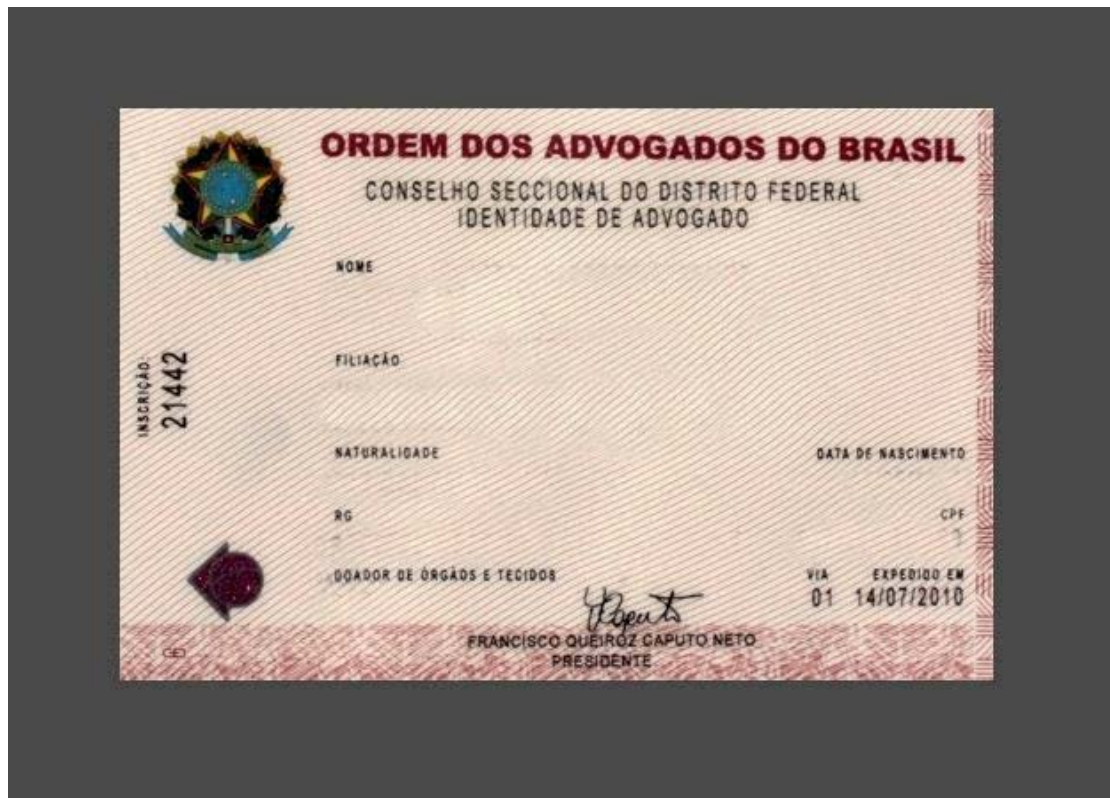 ORDEM DOS ADVOGADOS DO BRASIL
CONSELHO SECCIONAL DO DISTRITO FEDERAL
IDENTIDADE DE ADVOGADO
NOME
FILIAÇÃO
INSCRIÇÃO:
21442
NATURALIDADE DATA DE NASCIMENTO
RG CPF
DOADOR DE ÓRGÃOS E TECIDOS VIA EXPEDIDO EM
01 14/07/2010
FRANCISCO QUEIROZ CAPUTO NETO
PRESIDENTE